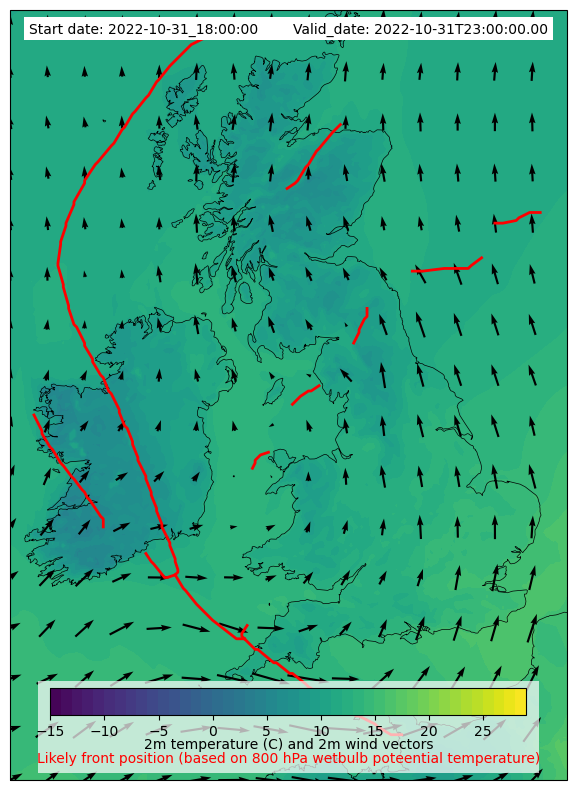 Start date: 2022-10-31_18:00:00 Valid_date: 2022-10-31T23:00:00.00
−15 −10 −5 0 5 10 15 20 25
2m temperature (C) and 2m wind vectors
Likely front position (based on 800 hPa wetbulb poteential temperature)